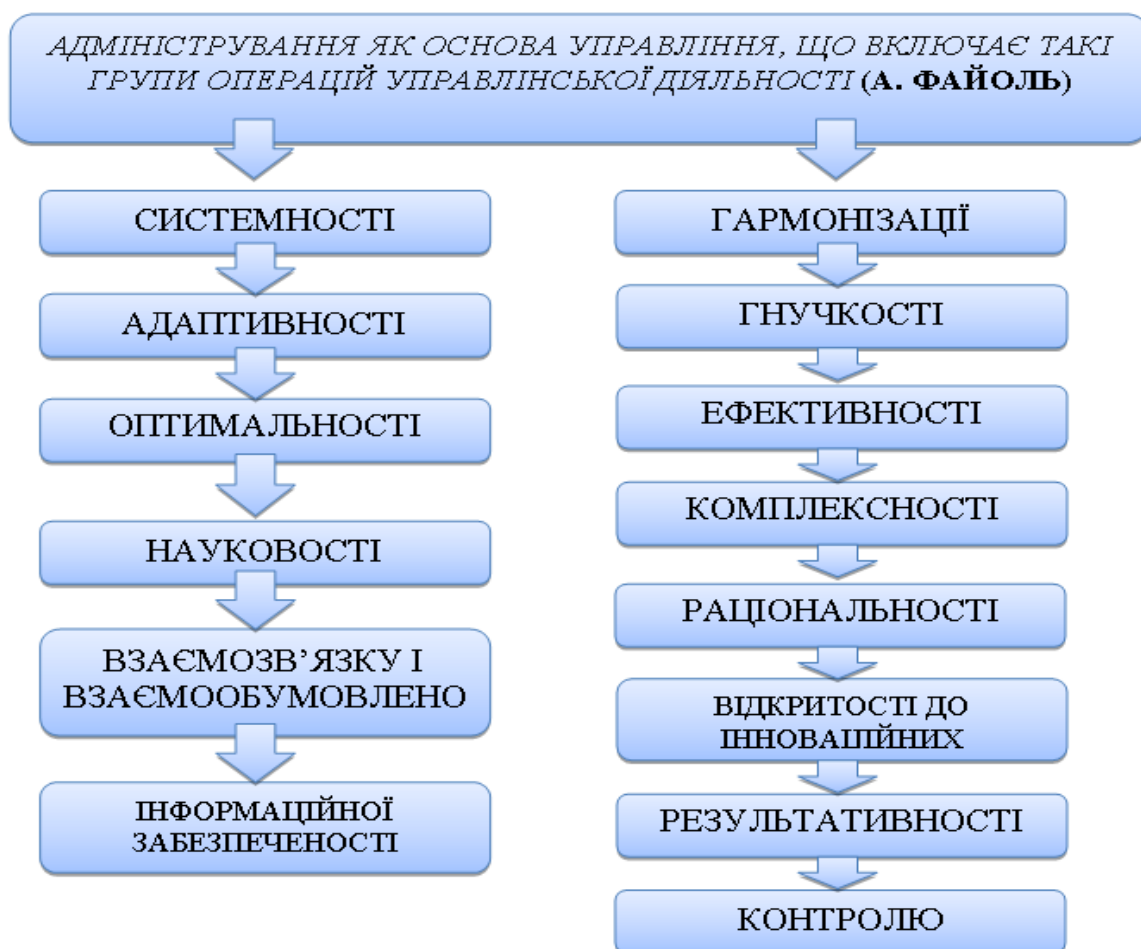 АДМІНІСТРУВАННЯ ЯК ОСНОВА УПРАВЛІННЯ, ЩО ВКЛЮЧАЄ ТАКІ
ГРУПИ ОПЕРАЦІЙ УПРАВЛІНСЬКОЇ ДІЯЛЬНОСТІ (А. ФАЙОЛЬ)
СИСТЕМНОСТІ
АДАПТИВНОСТІ
ОПТИМАЛЬНОСТІ
НАУКОВОСТІ
ВЗАЄМОЗВ’ЯЗКУ І
ВЗАЄМООБУМОВЛЕНО
ІНФОРМАЦІЙНОЇ
ЗАБЕЗПЕЧЕНОСТІ
ГАРМОНІЗАЦІЇ
ГНУЧКОСТІ
ЕФЕКТИВНОСТІ
КОМПЛЕКСНОСТІ
РАЦІОНАЛЬНОСТІ
ВІДКРИТОСТІ ДО
ІННОВАЦІЙНИХ
РЕЗУЛЬТАТИВНОСТІ
КОНТРОЛЮ